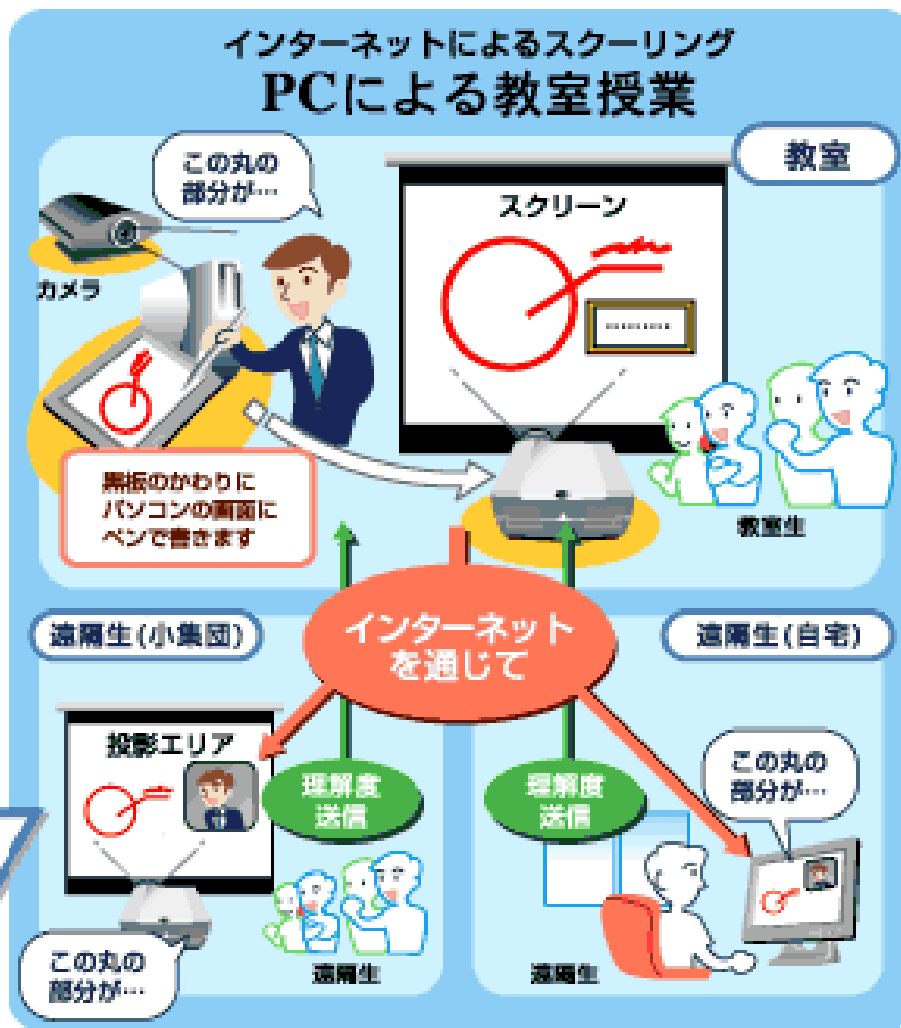 インターネットによるスクーリング
PCによる教室授業
教室
この丸の
部分が…
スクリーン
カメラ
黒板のかわりに
パソコンの画面に
ペンで書きます
教室生
インターネット
を通じて
遠隔生(小集団)
遠隔生(自宅)
投影エリア
理解度
送信
理解度
送信
この丸の
部分が…
この丸の
部分が…
遠隔生
遠隔生